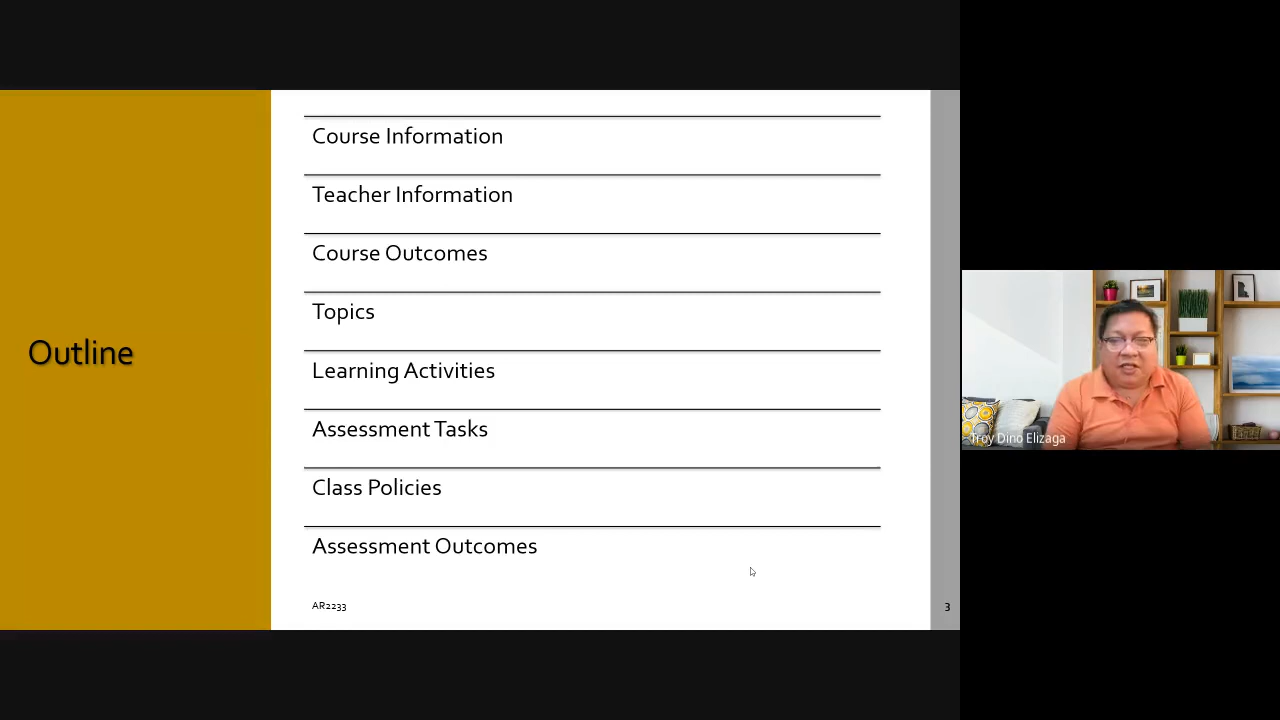 Outline
Course Information
Teacher Information
Course Outcomes
Topics
Learning Activities
Assessment Tasks
Class Policies
Assessment Outcomes
AR2233
3
Troy Dino Elizaga